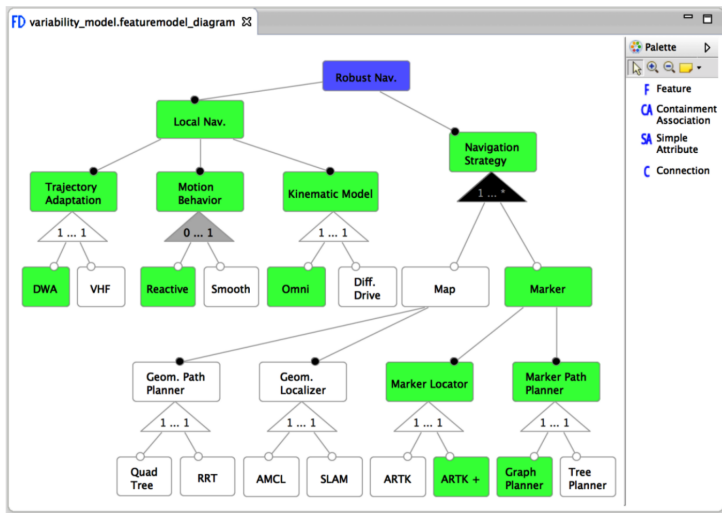 FD variability_model.featuremodel_diagram
Palette
Robust Nav.
F Feature
CA Containment
Association
SA Simple
Attribute
C Connection
Local Nav.
Navigation
Strategy
1 ... *
Trajectory
Adaptation
Motion
Behavior
Kinematic Model
1 ... 1
0 ... 1
1 ... 1
DWA
VHF
Reactive
Smooth
Omni
Diff.
Drive
Map
Marker
Geom. Path
Planner
Geom.
Localizer
Marker Locator
Marker Path
Planner
1 ... 1
1 ... 1
1 ... 1
1 ... 1
Quad
Tree
RRT
AMCL
SLAM
ARTK
ARTK +
Graph
Planner
Tree
Planner